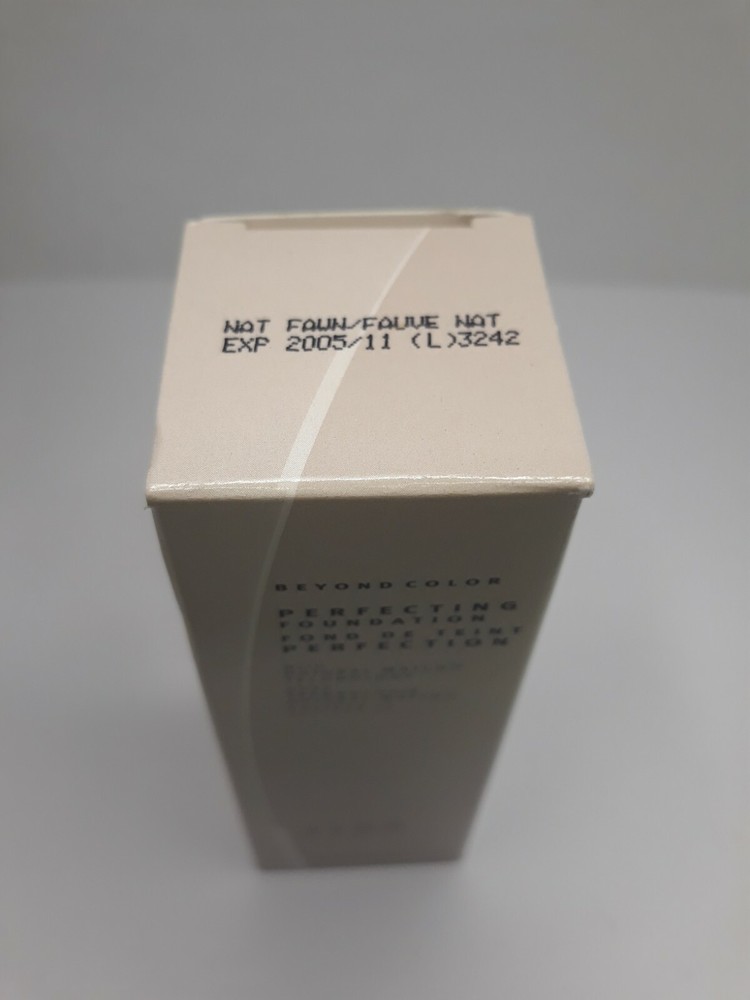 NAT FAWN/FAUVE NAT
EXP 2005/11 (L)3242
BEYOND COLOR
PERFECTING
FOUNDATION
FOND DE TEINT
PERFECTION